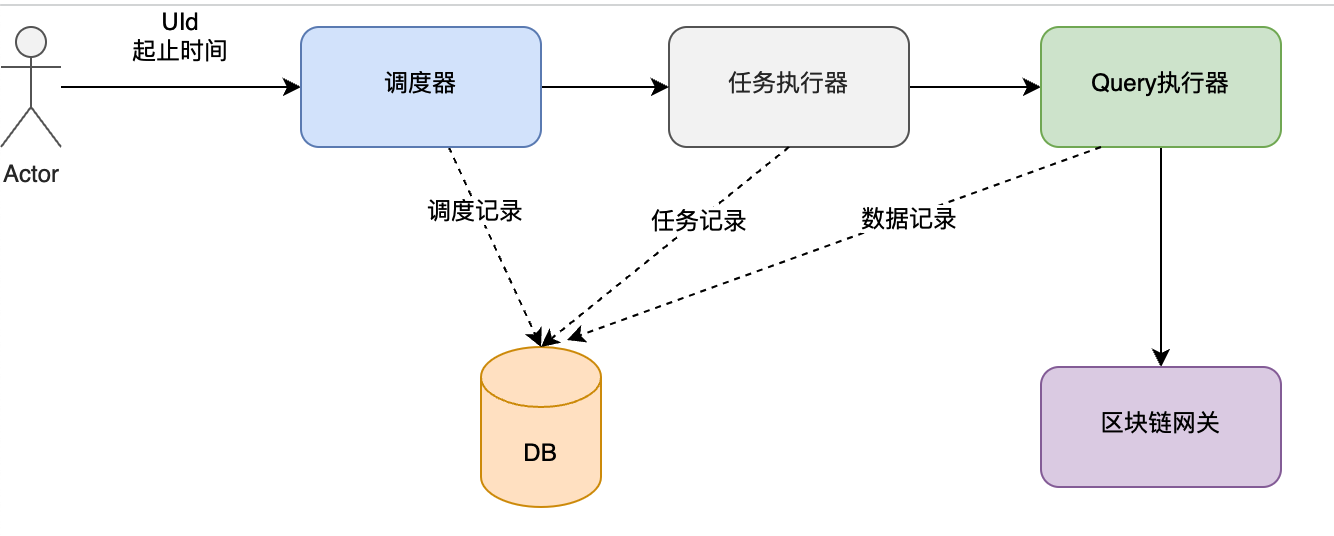 UId
起止时间
Actor
调度器
任务执行器
Query执行器
调度记录
任务记录
数据记录
DB
区块链网关